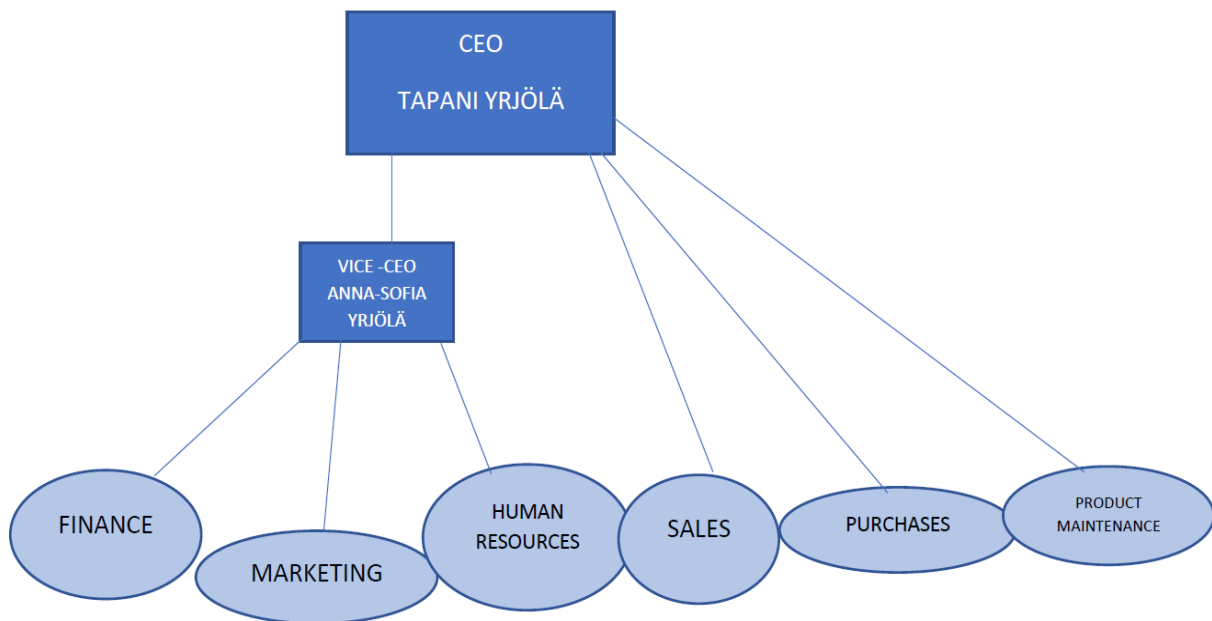 CEO
TAPANI YRJÖLÄ
VICE -CEO
ANNA-SOFIA
YRJÖLÄ
FINANCE
MARKETING
HUMAN
RESOURCES
SALES
PURCHASES
PRODUCT
MAINTENANCE